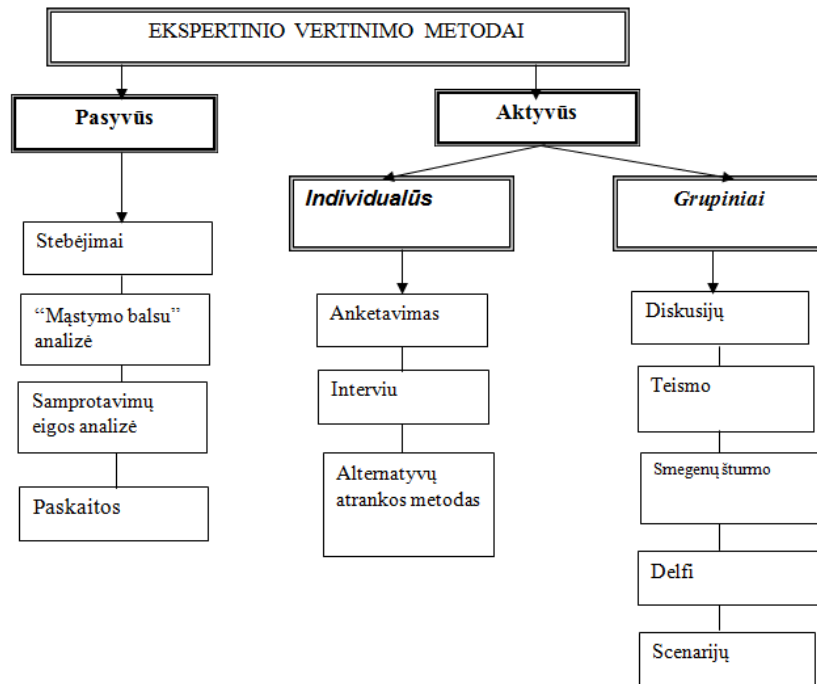 EKSPERTINIO VERTINIMO METODAI
Pasyvūs
Aktyvūs
Individualūs
Grupiniai
Stebėjimai
“Mąstymo balsu”
analizė
Samprotavimų
eigos analizė
Paskaitos
Anketavimas
Interviu
Alternatyvų
atrankos metodas
Diskusijų
Teismo
Smegenų šturmo
Delfi
Scenarijų